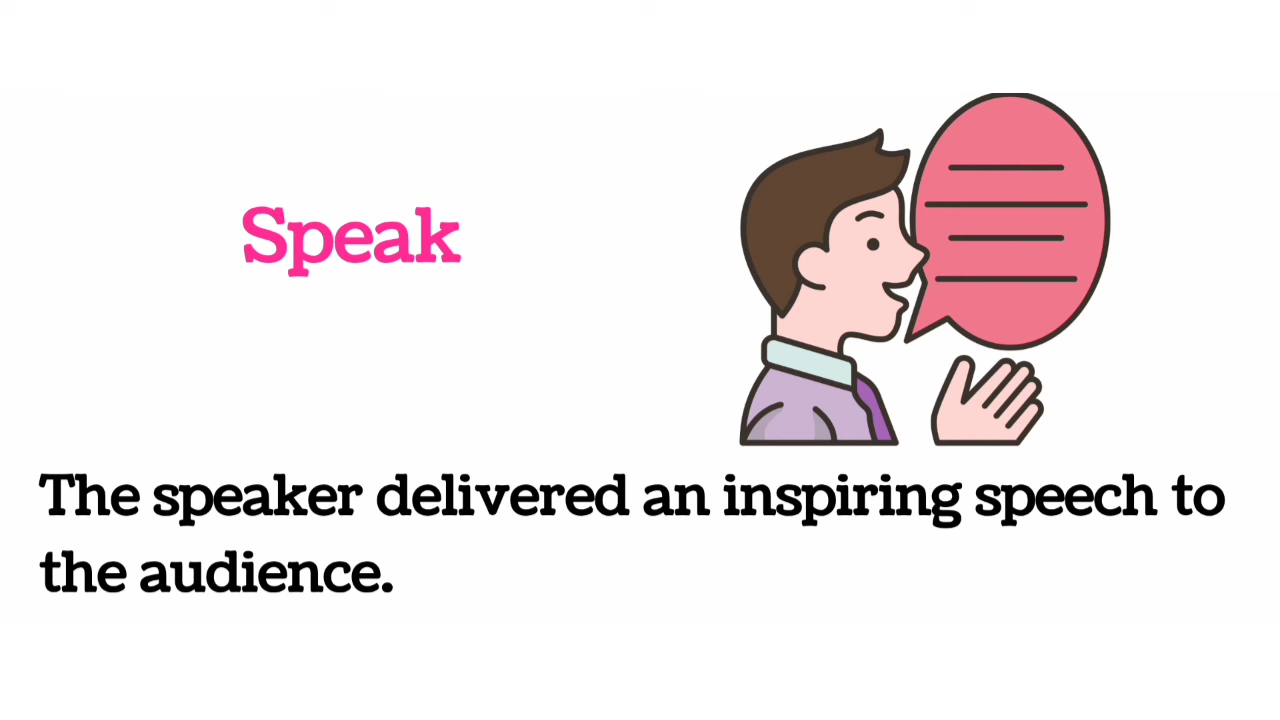 Speak
The speaker delivered an inspiring speech to
the audience.